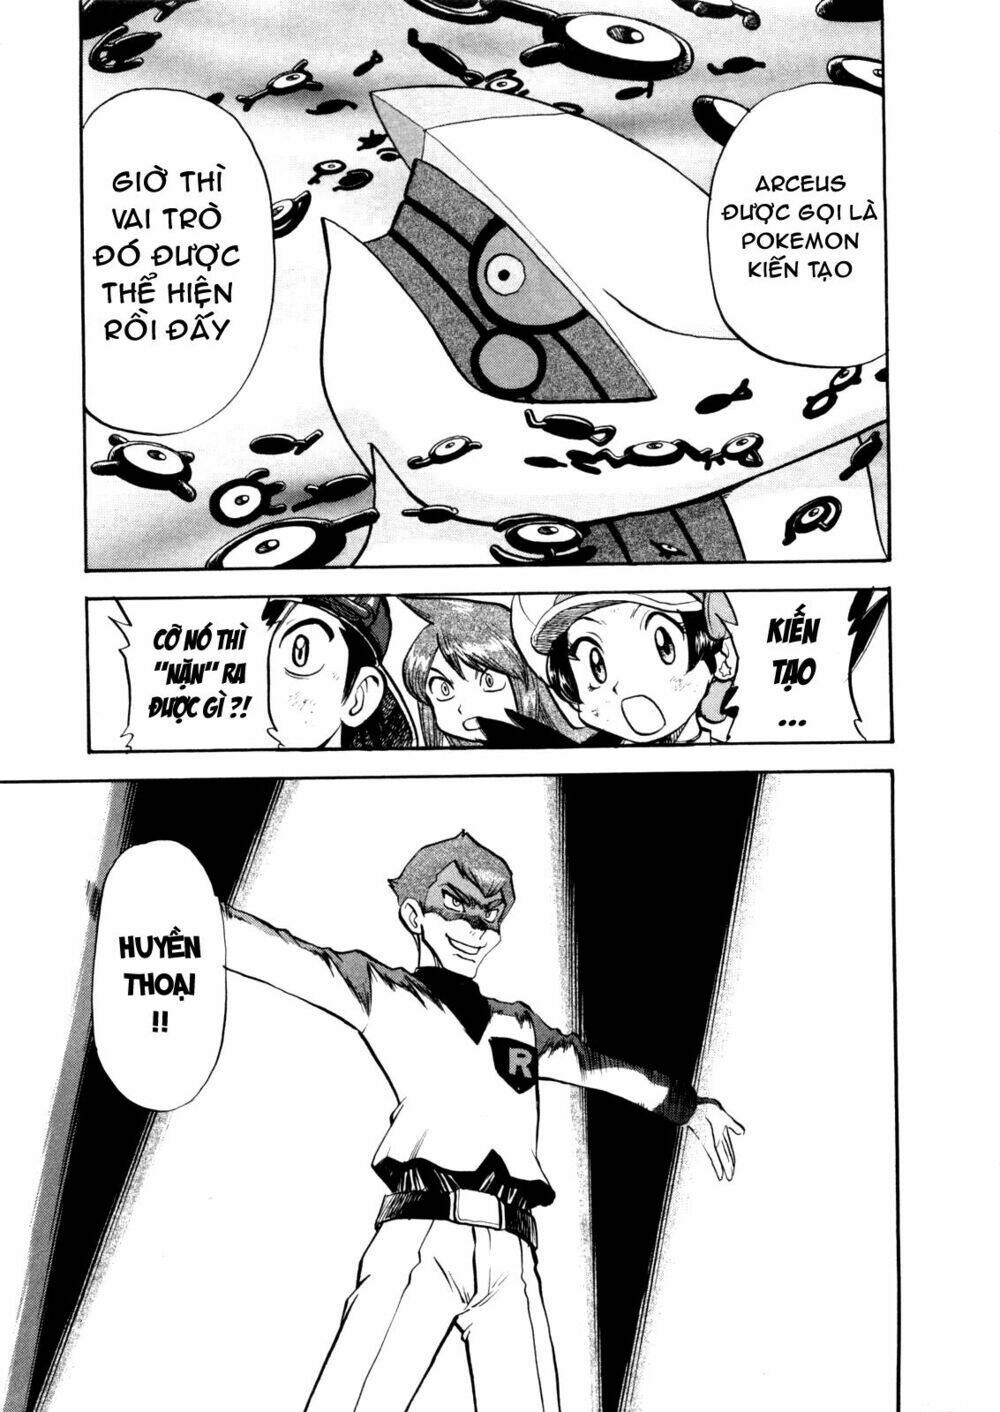 ARCEUS
ĐƯỢC GỌI LÀ
POKEMON
KIẾN TẠO
GIỜ THÌ
VAI TRÒ
ĐÓ ĐƯỢC
THỂ HIỆN
RỒI ĐẤY
KIẾN
TẠO
...
CỠ NÓ THÌ
"NẶN" RA
ĐƯỢC GÌ ?!
HUYỀN
THOẠI
!!
R